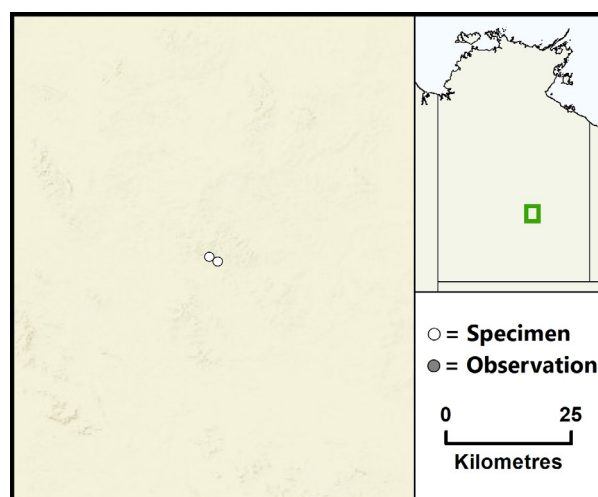 = Specimen
= Observation
0 25
Kilometres